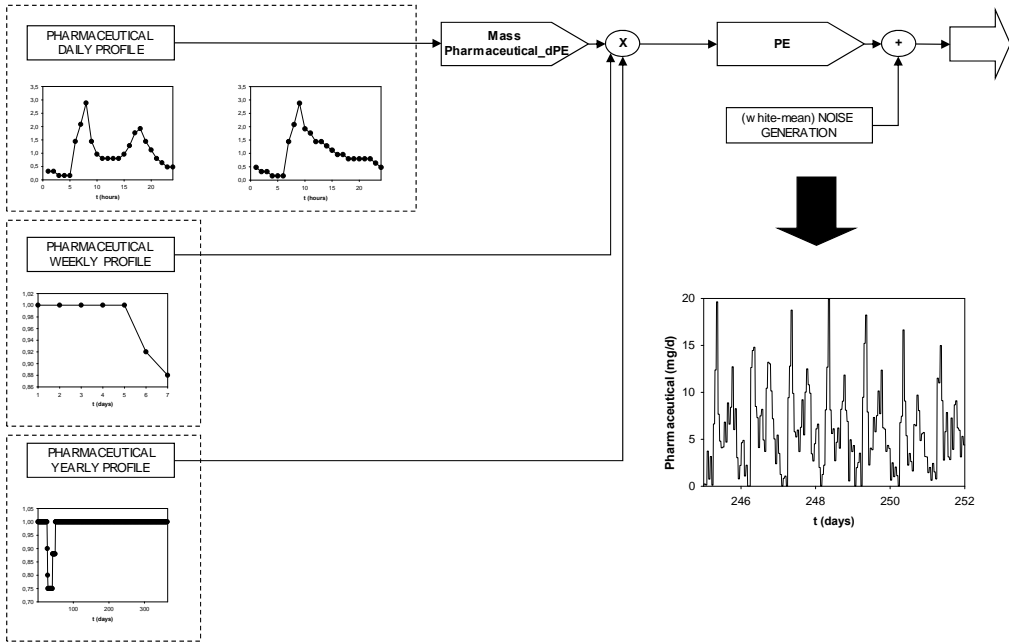 PHARMACEUTICAL
DAILY PROFILE
Mass
Pharmaceutical_dPE
X
PE
+
(white-mean) NOISE
GENERATION
3,5
3,0
2,5
2,0
1,5
1,0
0,5
0,0
0 5 10 15 20
t (hours)
3,5
3,0
2,5
2,0
1,5
1,0
0,5
0,0
0 5 10 15 20
t (hours)
PHARMACEUTICAL
WEEKLY PROFILE
1,02
1,00
0,98
0,96
0,94
0,92
0,90
0,88
0,86
1 2 3 4 5 6 7
t (days)
PHARMACEUTICAL
YEARLY PROFILE
1,05
1,00
0,95
0,90
0,85
0,80
0,75
0,70
100 200 300
t (days)
Pharmaceutical (mg/d)
20
15
10
5
0
246 248 250 252
t (days)